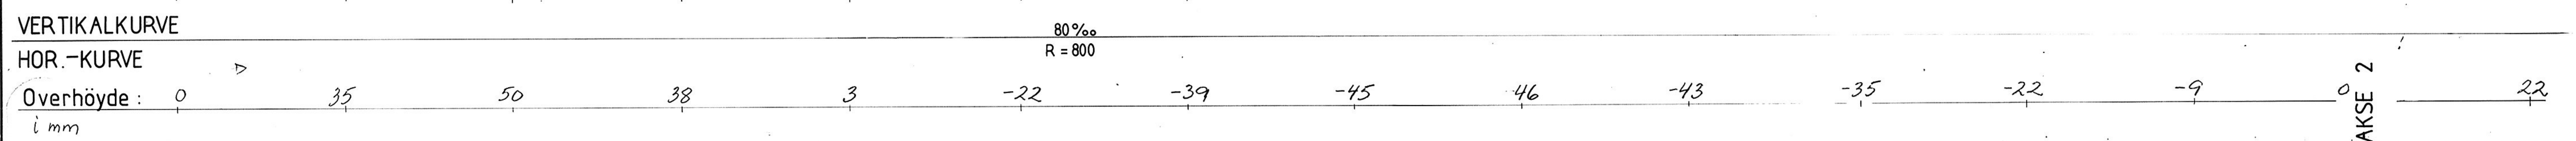 VERTIKALKURVE 80‰
HOR.-KURVE R = 800
Overhöyde : 0 35 50 38 3 -22 -39 -45 46 -43 -35 -22 -9 0 22
i mm
AKSE 2